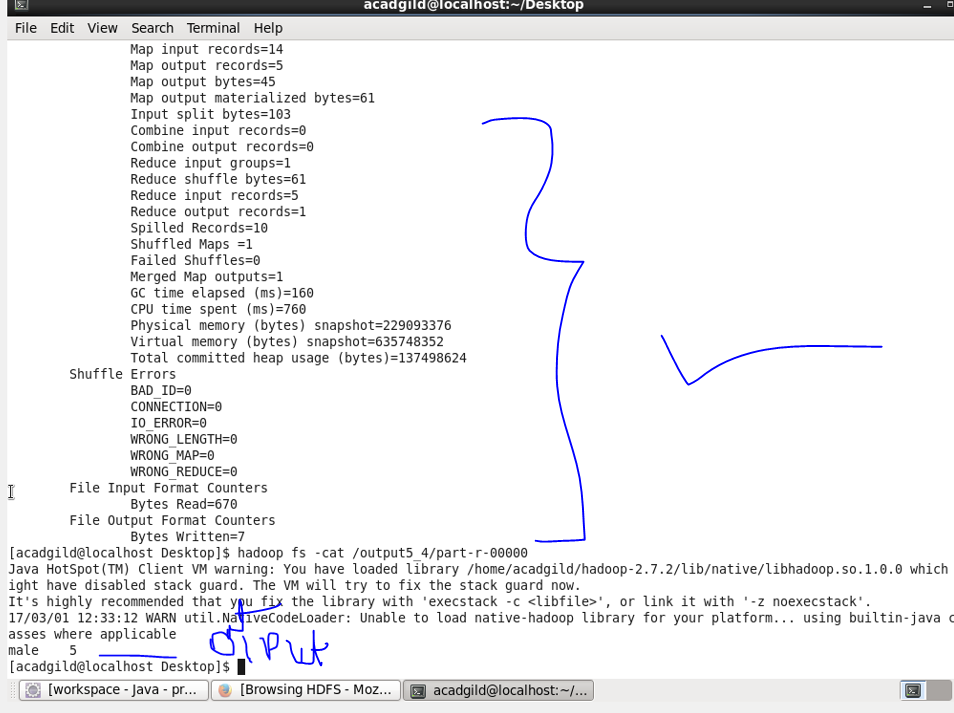 acadgild@localhost:~/Desktop
File Edit View Search Terminal Help
Map input records=14
Map output records=5
Map output bytes=45
Map output materialized bytes=61
Input split bytes=103
Combine input records=0
Combine output records=0
Reduce input groups=1
Reduce shuffle bytes=61
Reduce input records=5
Reduce output records=1
Spilled Records=10
Shuffled Maps =1
Failed Shuffles=0
Merged Map outputs=1
GC time elapsed (ms)=160
CPU time spent (ms)=760
Physical memory (bytes) snapshot=229093376
Virtual memory (bytes) snapshot=635748352
Total committed heap usage (bytes)=137498624
Shuffle Errors
BAD_ID=0
CONNECTION=0
IO_ERROR=0
WRONG_LENGTH=0
WRONG_MAP=0
WRONG_REDUCE=0
File Input Format Counters
Bytes Read=670
File Output Format Counters
Bytes Written=7
[acadgild@localhost Desktop]$ hadoop fs -cat /output5_4/part-r-00000
Java HotSpot(TM) Client VM warning: You have loaded library /home/acadgild/hadoop-2.7.2/lib/native/libhadoop.so.1.0.0 which
ight have disabled stack guard. The VM will try to fix the stack guard now.
It's highly recommended that you fix the library with 'execstack -c <libfile>', or link it with '-z noexecstack'.
17/03/01 12:33:12 WARN util.NativeCodeLoader: Unable to load native-hadoop library for your platform... using builtin-java c
asses where applicable
male 5
[acadgild@localhost Desktop]$
[workspace - Java - pr... [Browsing HDFS - Moz... acadgild@localhost:~/...